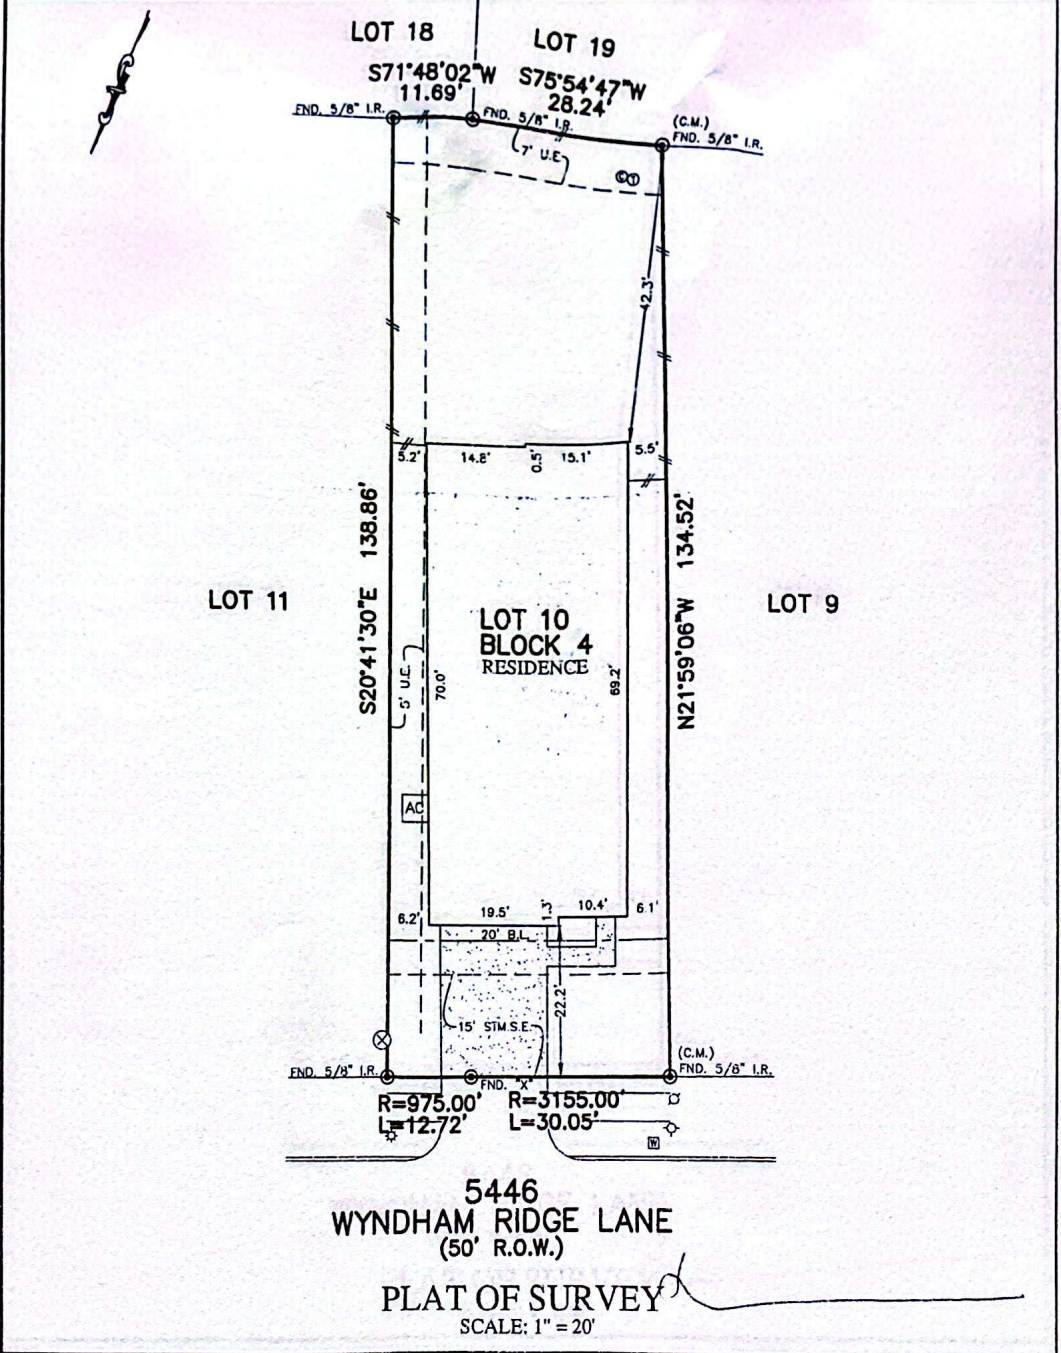 LOT 18
LOT 19
S71°48'02"W
11.69'
S75°54'47"W
28.24'
FND. 5/8" I.R.
FND. 5/8" I.R.
(C.M.)
FND. 5/8" I.R.
7' U.E.
C T
42.3'
5.2'
14.8'
0.5'
15.1'
5.5'
S20°41'30"E 138.86'
N21°59'06"W 134.52'
LOT 11
LOT 10
BLOCK 4
RESIDENCE
LOT 9
5' U.E.
70.0'
69.2'
AC
6.2'
19.5'
1.3'
10.4'
6.1'
20' B.L.
22.2'
15' STM.S.E.
FND. 5/8" I.R.
FND. "X"
(C.M.)
FND. 5/8" I.R.
R=975.00'
L=12.72'
R=3155.00'
L=30.05'
W
5446
WYNDHAM RIDGE LANE
(50' R.O.W.)
PLAT OF SURVEY
SCALE: 1" = 20'